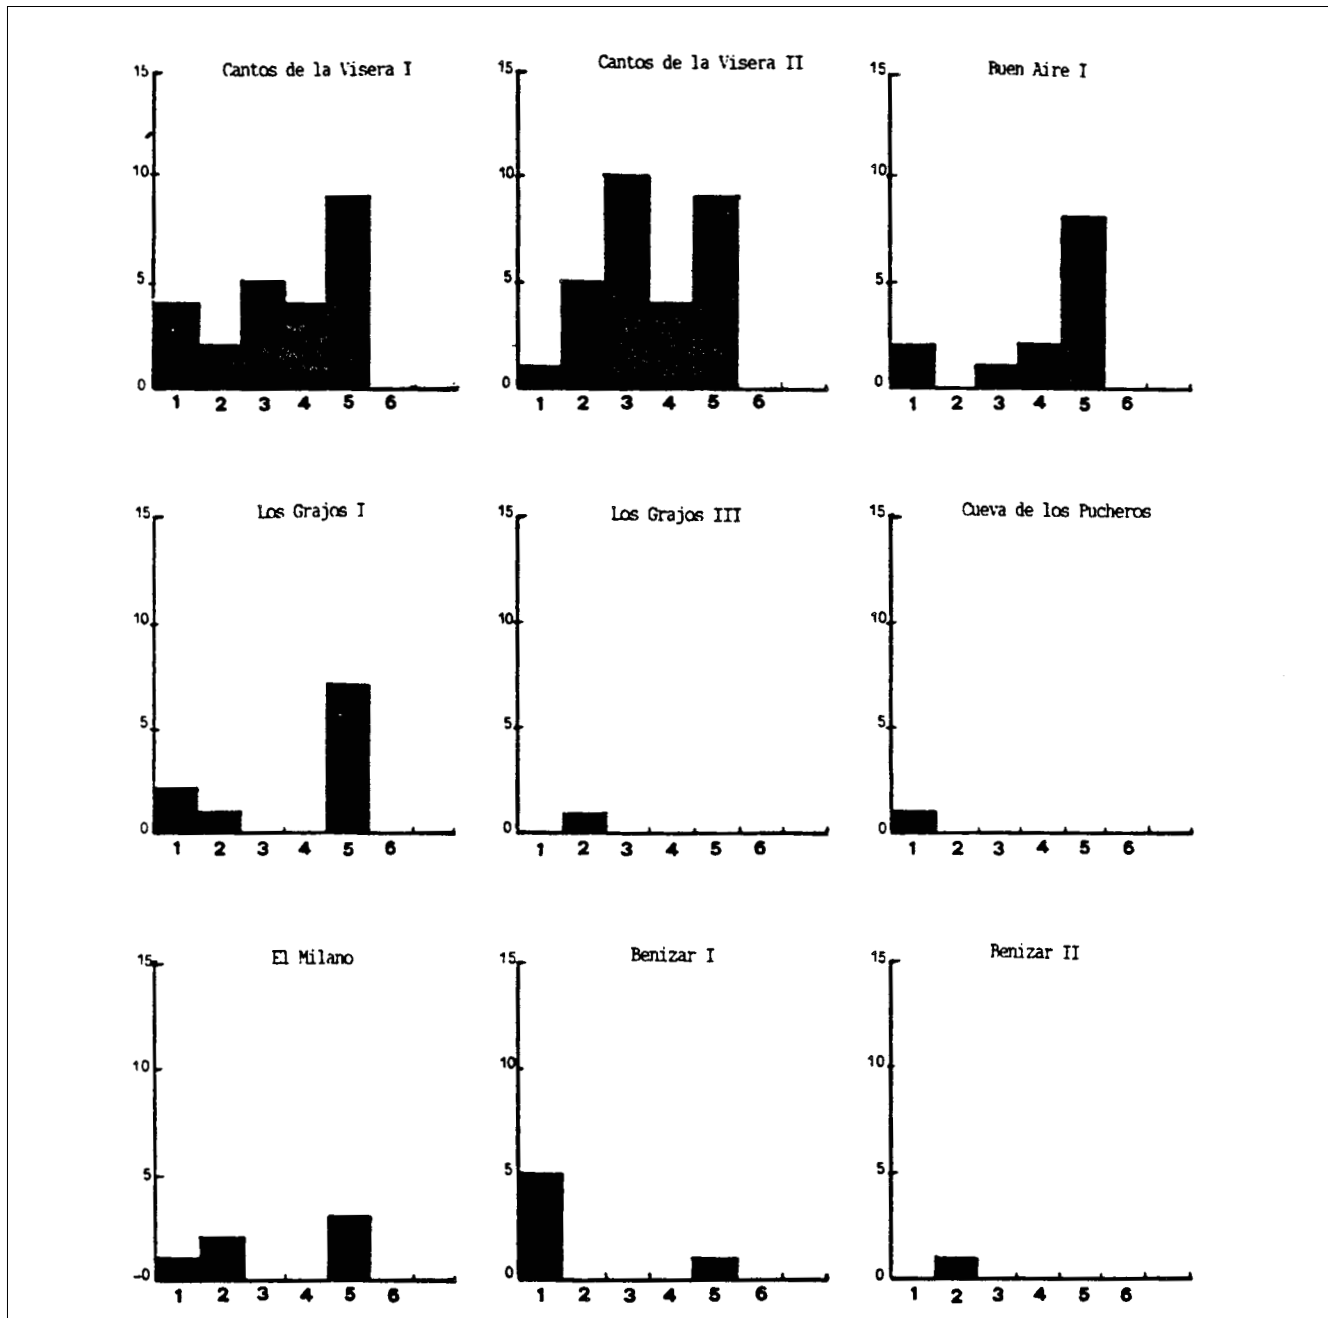 Cantos de la Visera I
15
10
5
0
1 2 3 4 5 6
Cantos de la Visera II
15
10
5
0
1 2 3 4 5 6
Buen Aire I
15
10
5
0
1 2 3 4 5 6
Los Grajos I
15
10
5
0
1 2 3 4 5 6
Los Grajos III
15
10
5
0
1 2 3 4 5 6
Cueva de los Pucheros
15
10
5
0
1 2 3 4 5 6
El Milano
15
10
5
0
1 2 3 4 5 6
Benizar I
15
10
5
0
1 2 3 4 5 6
Benizar II
15
10
5
0
1 2 3 4 5 6